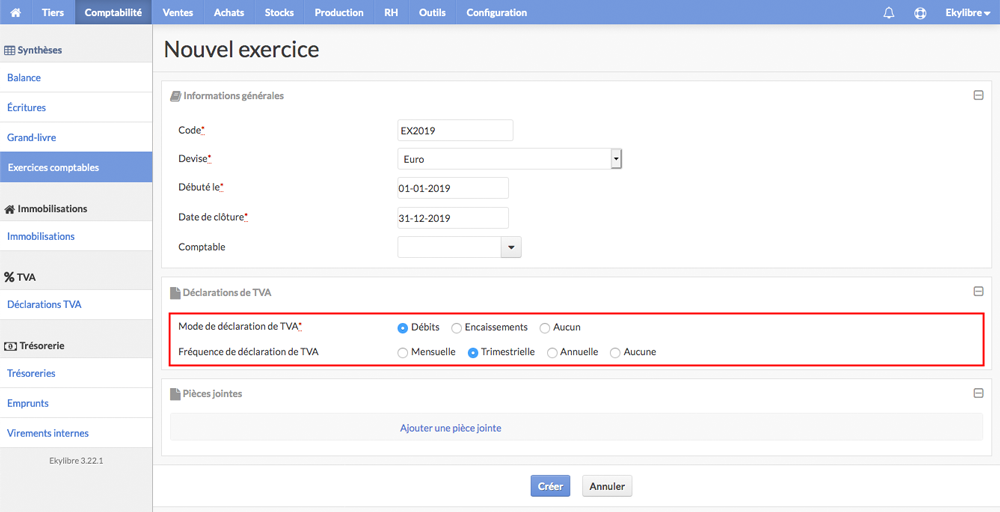 Tiers Comptabilité Ventes Achats Stocks Production RH Outils Configuration Ekylibre
Synthèses
Balance
Écritures
Grand-livre
Exercices comptables
Immobilisations
Immobilisations
TVA
Déclarations TVA
Trésorerie
Trésoreries
Emprunts
Virements internes
Ekylibre 3.22.1
Nouvel exercice
Informations générales
Code* EX2019
Devise* Euro
Débuté le* 01-01-2019
Date de clôture* 31-12-2019
Comptable
Déclarations de TVA
Mode de déclaration de TVA* Débits Encaissements Aucun
Fréquence de déclaration de TVA Mensuelle Trimestrielle Annuelle Aucune
Pièces jointes
Ajouter une pièce jointe
Créer Annuler